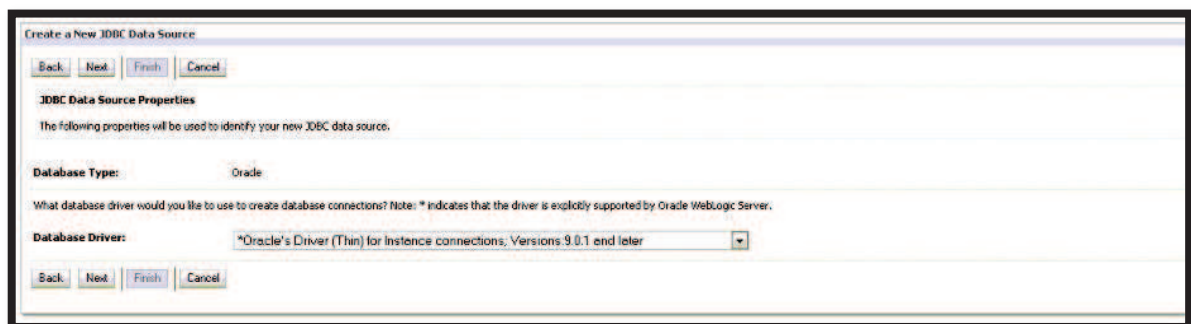 Create a New JDBC Data Source
Back Next Finish Cancel
JDBC Data Source Properties
The following properties will be used to identify your new JDBC data source.
Database Type: Oracle
What database driver would you like to use to create database connections? Note: * indicates that the driver is explicitly supported by Oracle WebLogic Server.
Database Driver: *Oracle's Driver (Thin) for Instance connections; Versions:9.0.1 and later
Back Next Finish Cancel